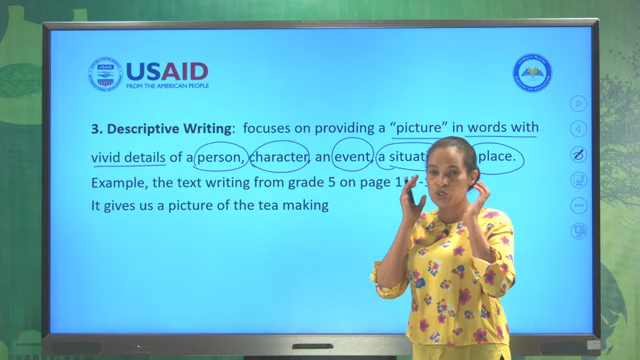 USAID
FROM THE AMERICAN PEOPLE
3. Descriptive Writing: focuses on providing a “picture” in words with
vivid details of a person, character, an event, a situat place.
Example, the text writing from grade 5 on page
It gives us a picture of the tea making